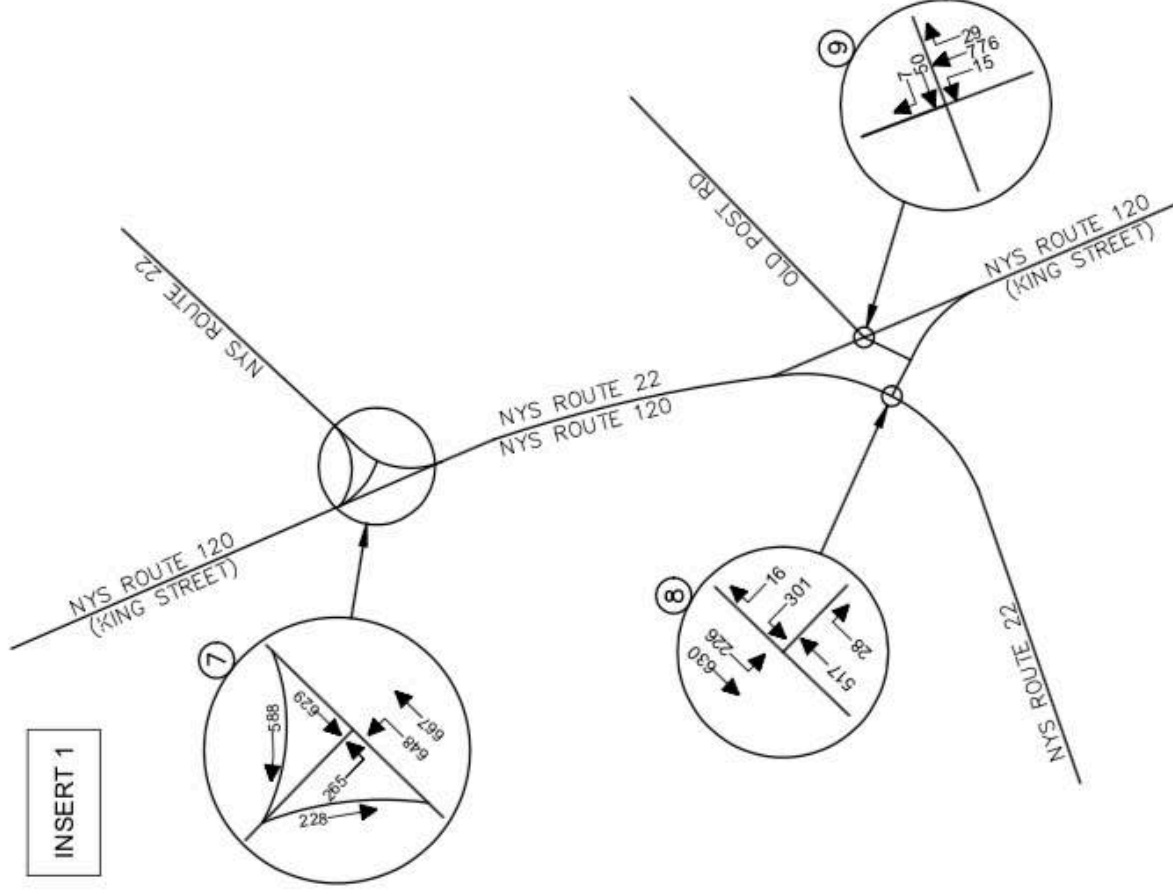 INSERT 1
NYS ROUTE 120
(KING STREET)
NYS ROUTE 22
7
588
629
265
228
648
667
NYS ROUTE 22
NYS ROUTE 120
OLD POST RD
9
7
50
29
776
15
8
630
226
16
301
517
28
NYS ROUTE 120
(KING STREET)
NYS ROUTE 22